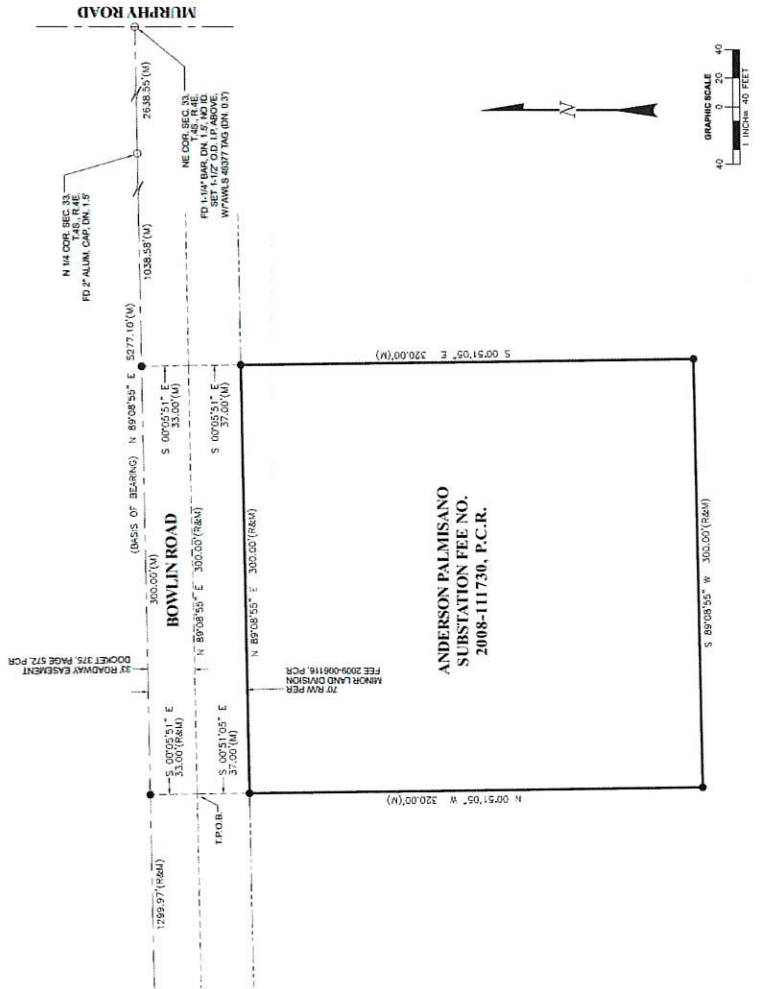 MURPHY ROAD
N 1/4 COR. SEC. 33,
T.4S., R.4E.
FD 2" ALUM. CAP, DN. 1.5'
2638.55'(M)
1038.58'(M)
NE COR. SEC. 33,
T.4S., R.4E.
FD 1-1/4" BAR, DN. 1.5', NO ID.
SET 1-1/2" O.D. I.P. ABOVE,
W/"AWLS 45377 TAG (DN. 0.3')
(BASIS OF BEARING) N 89°08'55" E 5277.10'(M)
300.00'(M)
1299.97'(R&M)
33' ROADWAY EASEMENT
DOCKET 375, PAGE 572, PCR
BOWLIN ROAD
S 00°05'51" E
33.00'(R&M)
S 00°05'51" E
33.00'(M)
N 89°08'55" E 300.00'(R&M)
T.P.O.B.
S 00°51'05" E
37.00'(M)
S 00°05'51" E
37.00'(M)
N 89°08'55" E 300.00'(R&M)
70' R/W PER
MINOR LAND DIVISION
FEE 2009-006116, PCR
N 00°51'05" W 320.00'(M)
S 00°51'05" E 320.00'(M)
ANDERSON PALMISANO
SUBSTATION FEE NO.
2008-111730, P.C.R.
S 89°08'55" W 300.00'(R&M)
N
GRAPHIC SCALE
40 0 20 40
1 INCH= 40 FEET